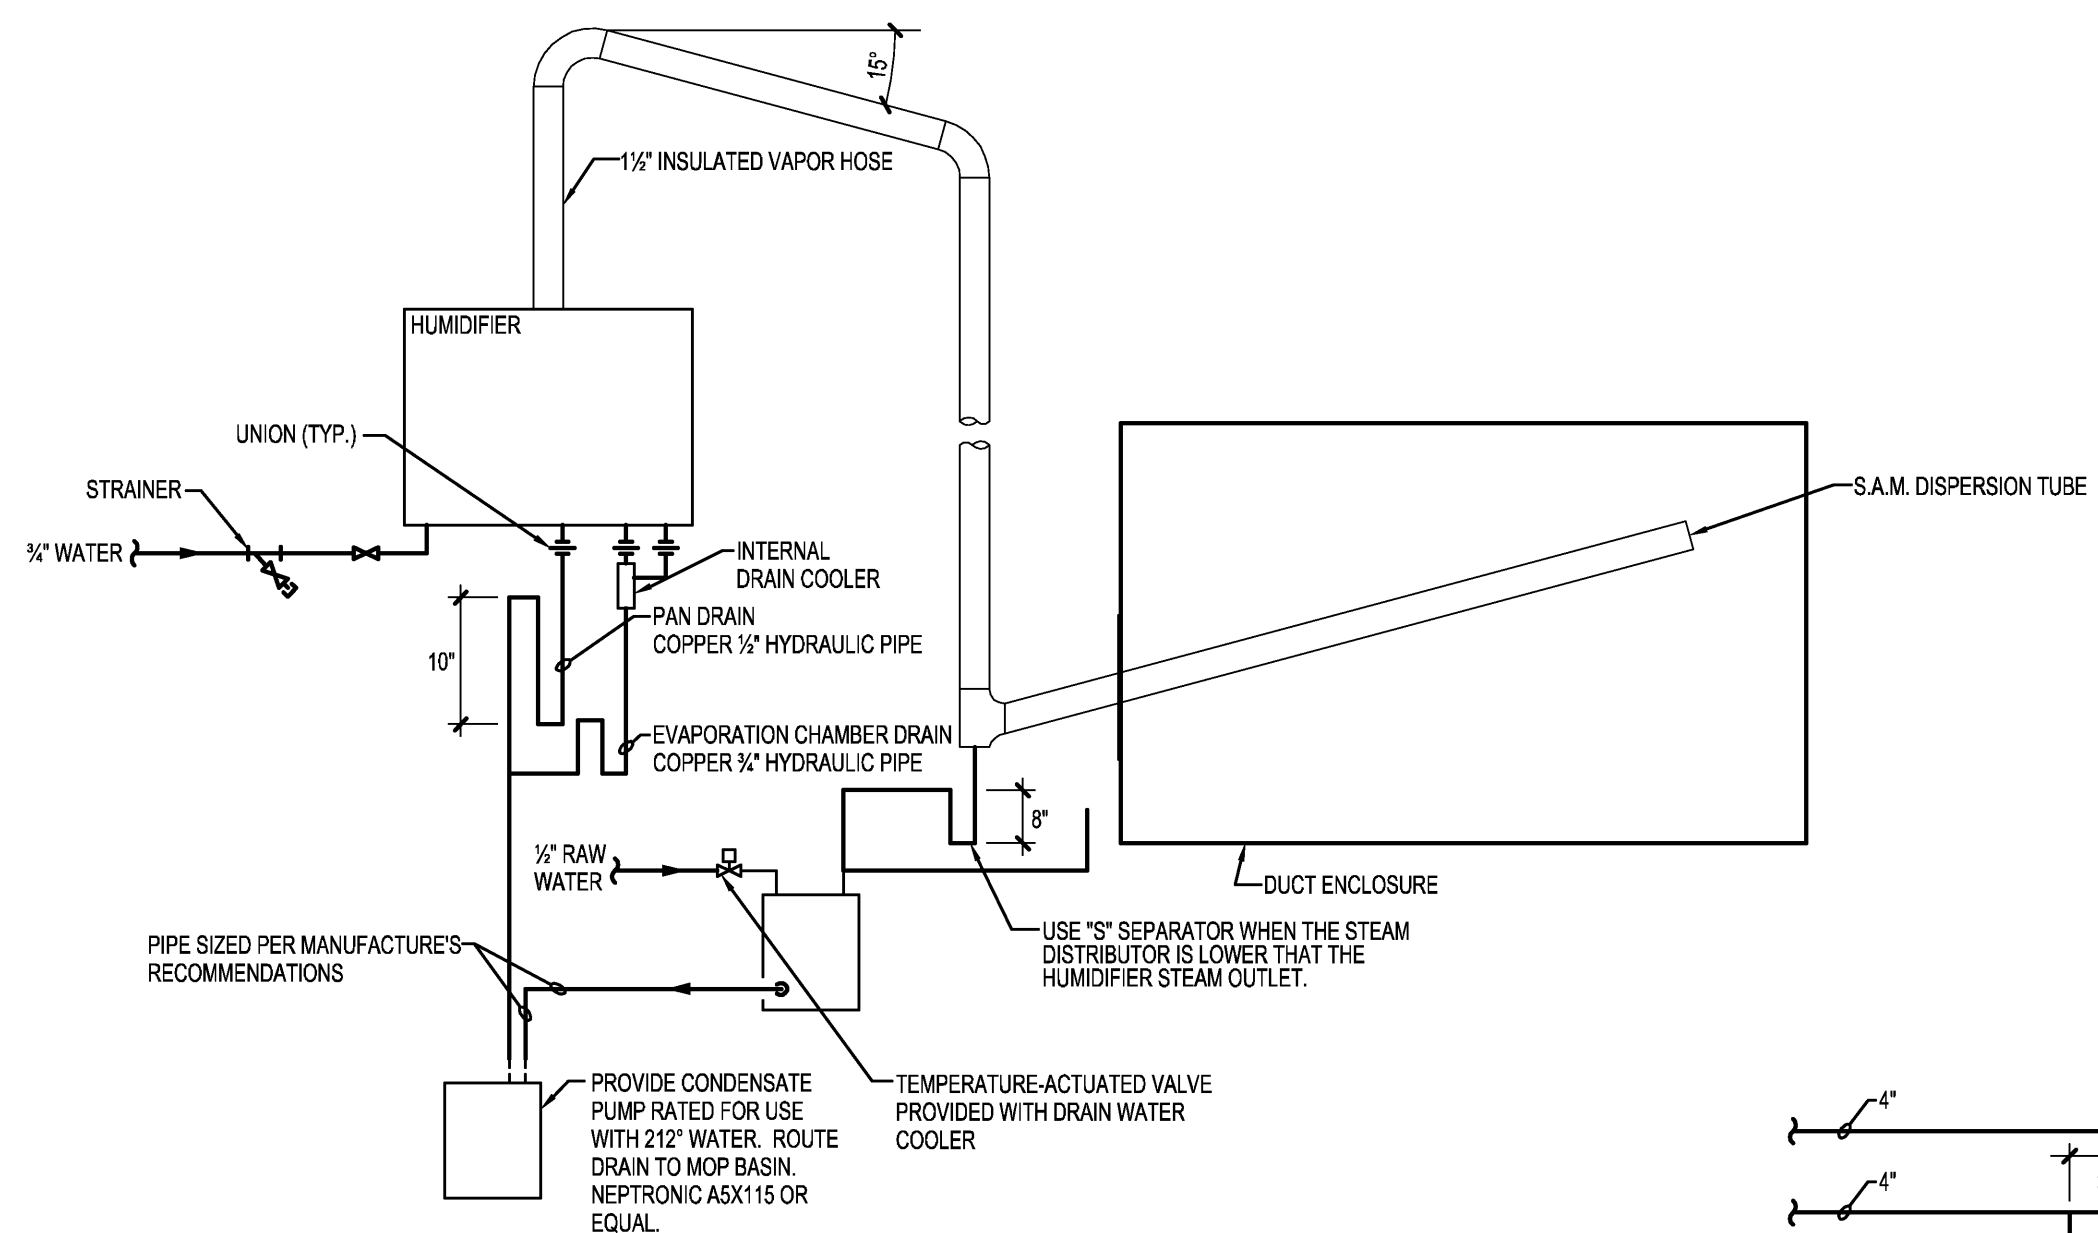 15°
1½" INSULATED VAPOR HOSE
HUMIDIFIER
UNION (TYP.)
STRAINER
¾" WATER
S.A.M. DISPERSION TUBE
INTERNAL
DRAIN COOLER
PAN DRAIN
COPPER ½" HYDRAULIC PIPE
10"
EVAPORATION CHAMBER DRAIN
COPPER ¾" HYDRAULIC PIPE
8"
½" RAW
WATER
DUCT ENCLOSURE
USE "S" SEPARATOR WHEN THE STEAM
DISTRIBUTOR IS LOWER THAT THE
HUMIDIFIER STEAM OUTLET.
PIPE SIZED PER MANUFACTURE'S
RECOMMENDATIONS
PROVIDE CONDENSATE
PUMP RATED FOR USE
WITH 212° WATER. ROUTE
DRAIN TO MOP BASIN.
NEPTRONIC A5X115 OR
EQUAL.
TEMPERATURE-ACTUATED VALVE
PROVIDED WITH DRAIN WATER
COOLER
4"
4"